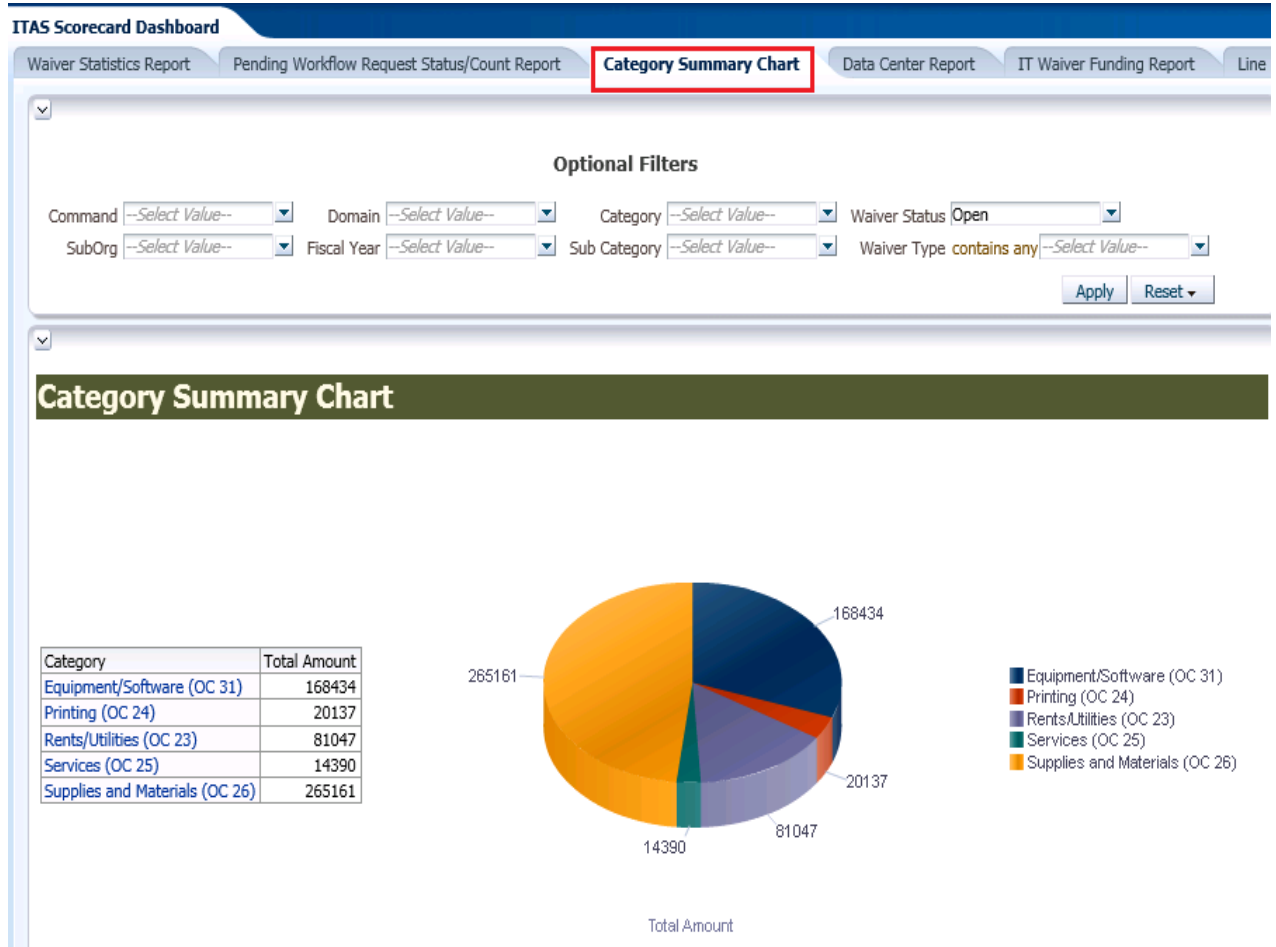 ITAS Scorecard Dashboard
Waiver Statistics Report Pending Workflow Request Status/Count Report Category Summary Chart Data Center Report IT Waiver Funding Report Line
Optional Filters
Command --Select Value-- Domain --Select Value-- Category --Select Value-- Waiver Status Open
SubOrg --Select Value-- Fiscal Year --Select Value-- Sub Category --Select Value-- Waiver Type contains any --Select Value--
Apply Reset
Category Summary Chart
Category Total Amount
Equipment/Software (OC 31) 168434
Printing (OC 24) 20137
Rents/Utilities (OC 23) 81047
Services (OC 25) 14390
Supplies and Materials (OC 26) 265161
168434
265161
20137
81047
14390
Total Amount
Equipment/Software (OC 31)
Printing (OC 24)
Rents/Utilities (OC 23)
Services (OC 25)
Supplies and Materials (OC 26)